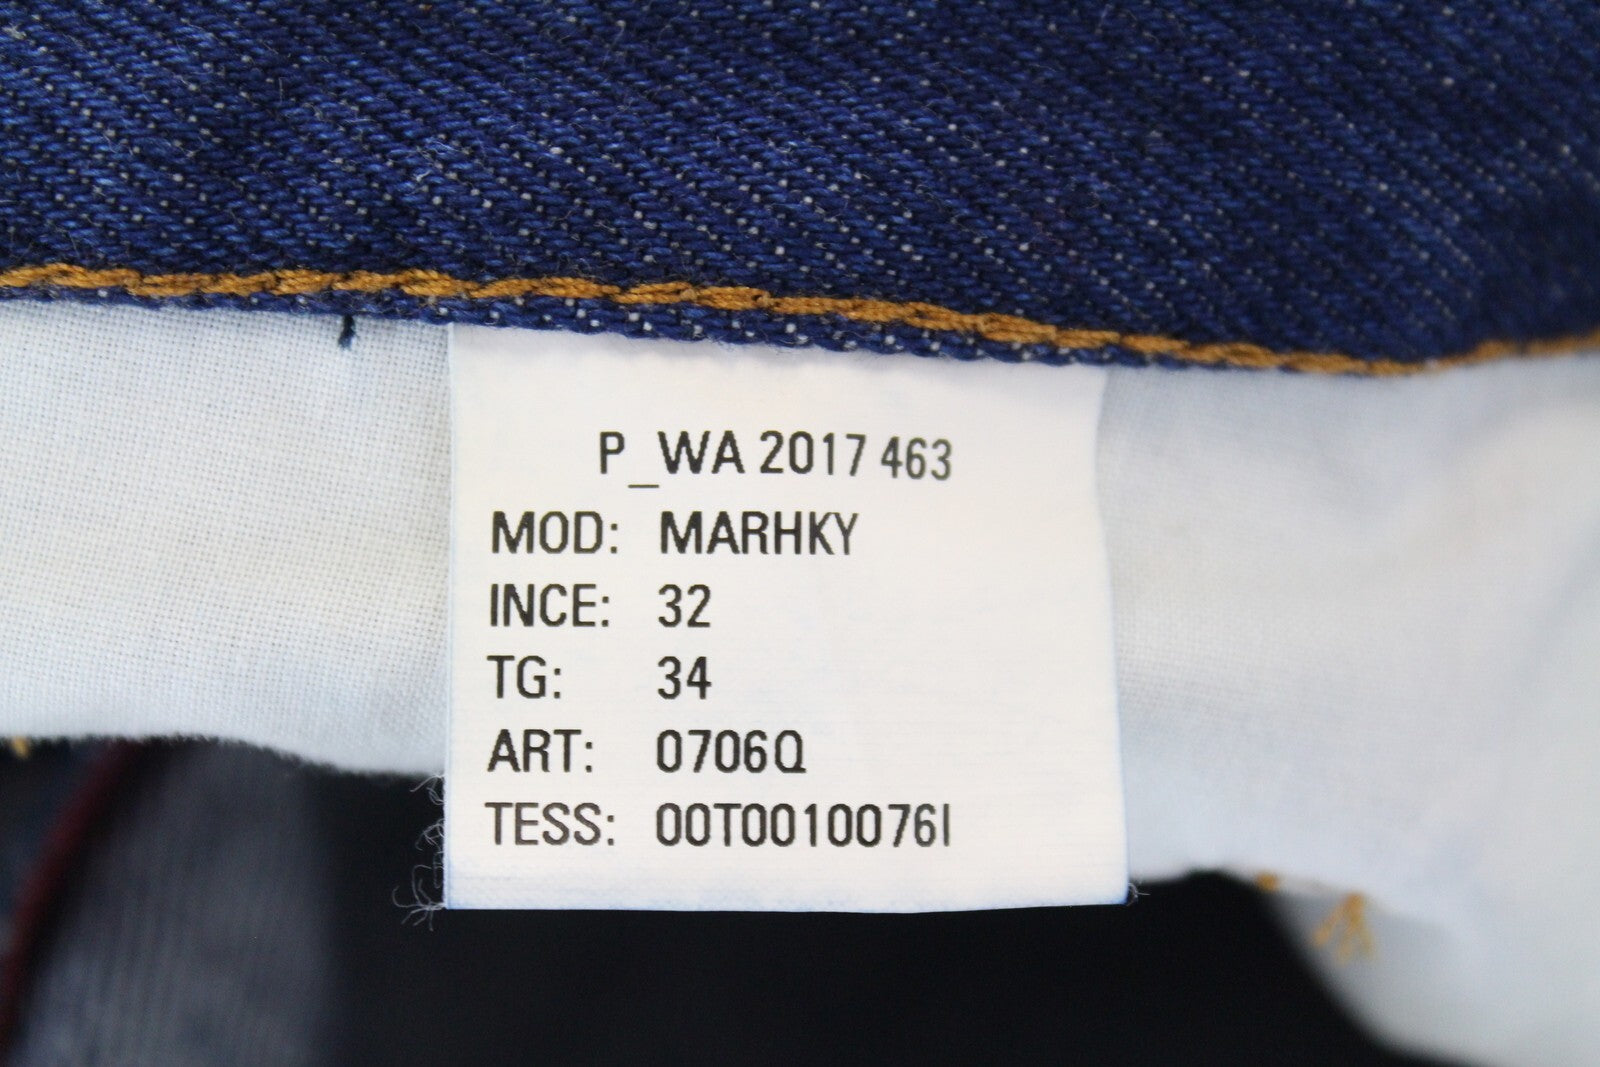 P_WA 2017 463
MOD: MARHKY
INCE: 32
TG: 34
ART: 0706Q
TESS: 00T0010076I